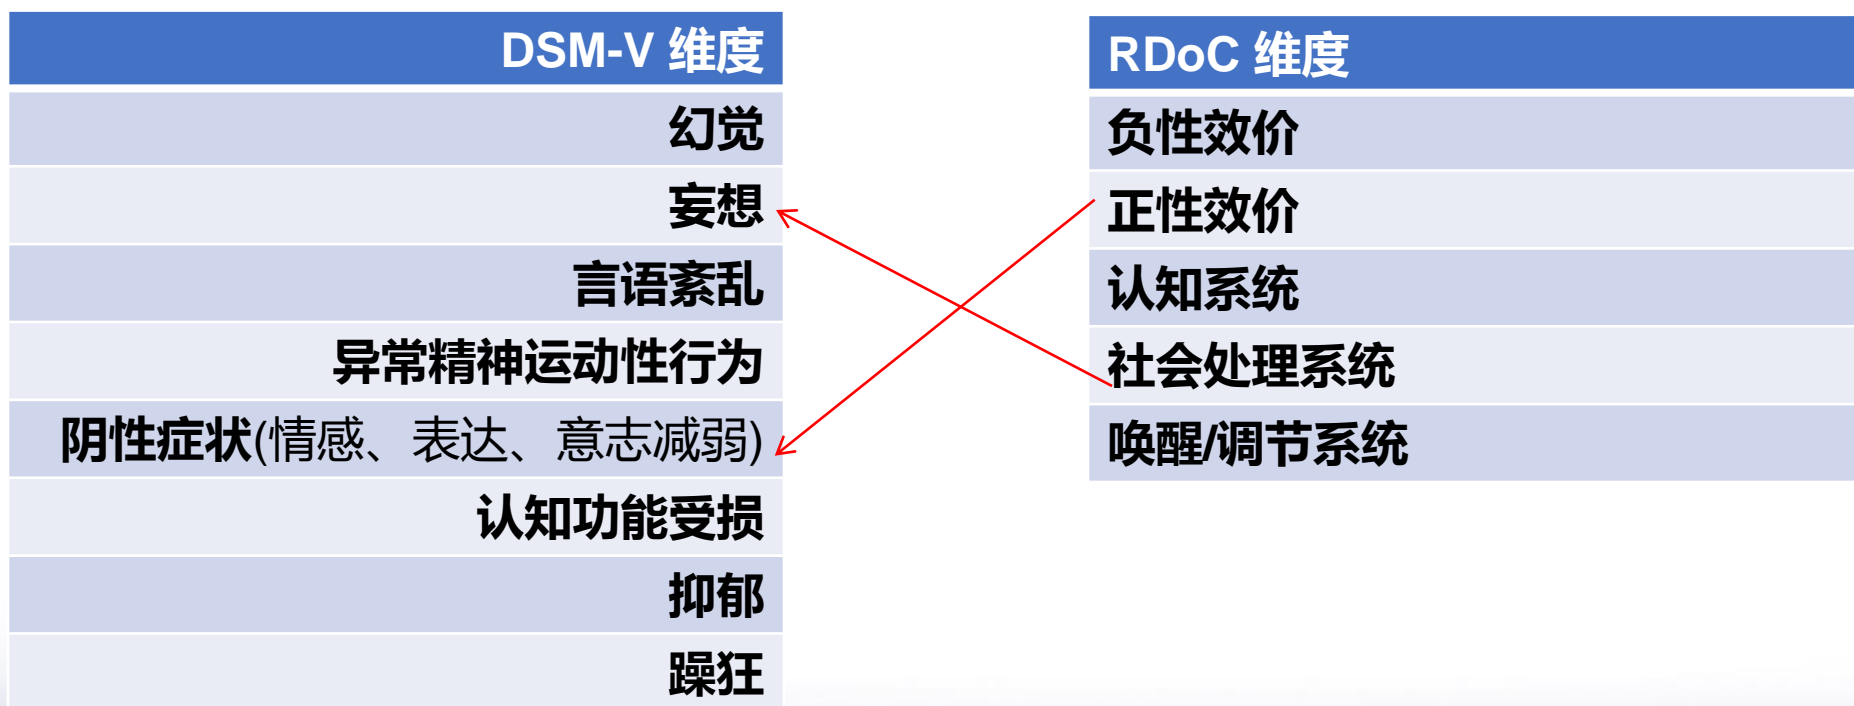 DSM-V 维度
幻觉
妄想
言语紊乱
异常精神运动性行为
阴性症状(情感、表达、意志减弱)
认知功能受损
抑郁
躁狂
RDoC 维度
负性效价
正性效价
认知系统
社会处理系统
唤醒/调节系统